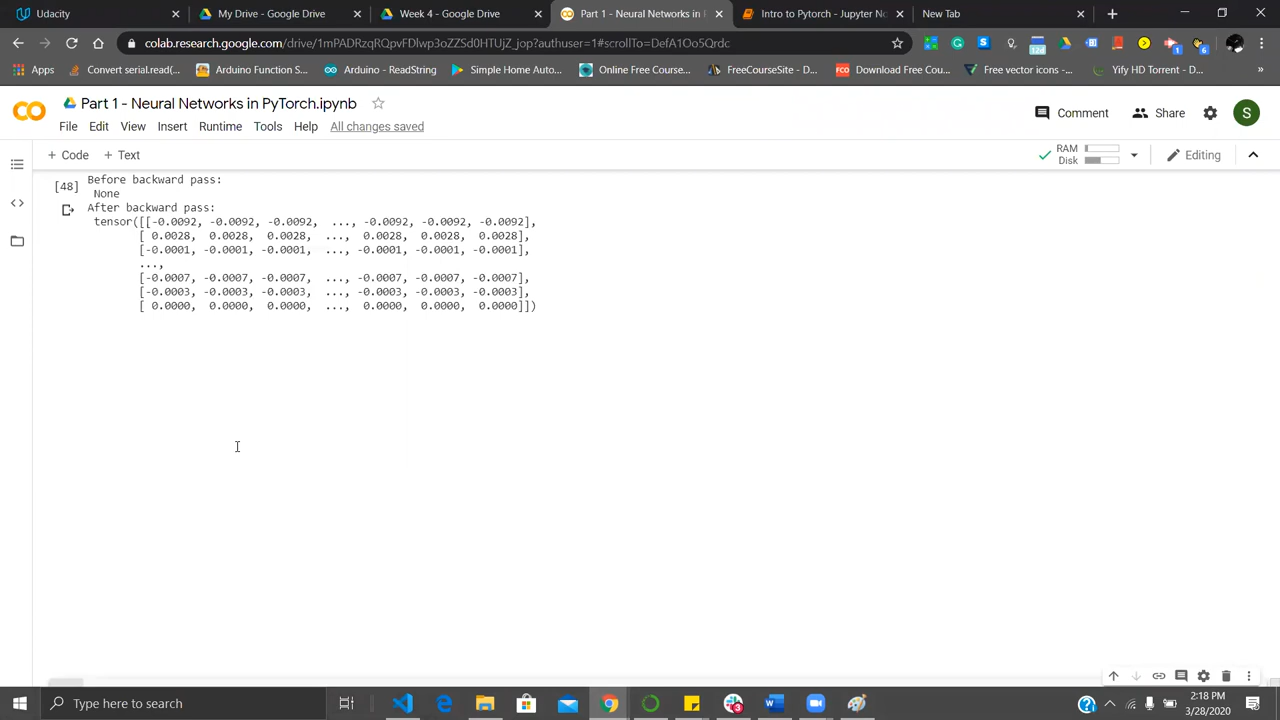 Udacity
My Drive - Google Drive
Week 4 - Google Drive
Part 1 - Neural Networks in P
Intro to Pytorch - Jupyter No
New Tab
colab.research.google.com/drive/1mPADRzqRQpvFDlwp3oZZSd0HTUjZ_jop?authuser=1#scrollTo=DefA1Oo5Qrdc
Apps
Convert serial.read(...
Arduino Function S...
Arduino - ReadString
Simple Home Auto...
Online Free Course...
FreeCourseSite - D...
Download Free Cou...
Free vector icons -...
Yify HD Torrent - D...
»
Part 1 - Neural Networks in PyTorch.ipynb
Comment
Share
S
File Edit View Insert Runtime Tools Help All changes saved
+ Code + Text
RAM
Disk
Editing
[48]
Before backward pass:
None
After backward pass:
tensor([[-0.0092, -0.0092, -0.0092, ..., -0.0092, -0.0092, -0.0092],
[ 0.0028, 0.0028, 0.0028, ..., 0.0028, 0.0028, 0.0028],
[-0.0001, -0.0001, -0.0001, ..., -0.0001, -0.0001, -0.0001],
...,
[-0.0007, -0.0007, -0.0007, ..., -0.0007, -0.0007, -0.0007],
[-0.0003, -0.0003, -0.0003, ..., -0.0003, -0.0003, -0.0003],
[ 0.0000, 0.0000, 0.0000, ..., 0.0000, 0.0000, 0.0000]])
Type here to search
2:18 PM
3/28/2020